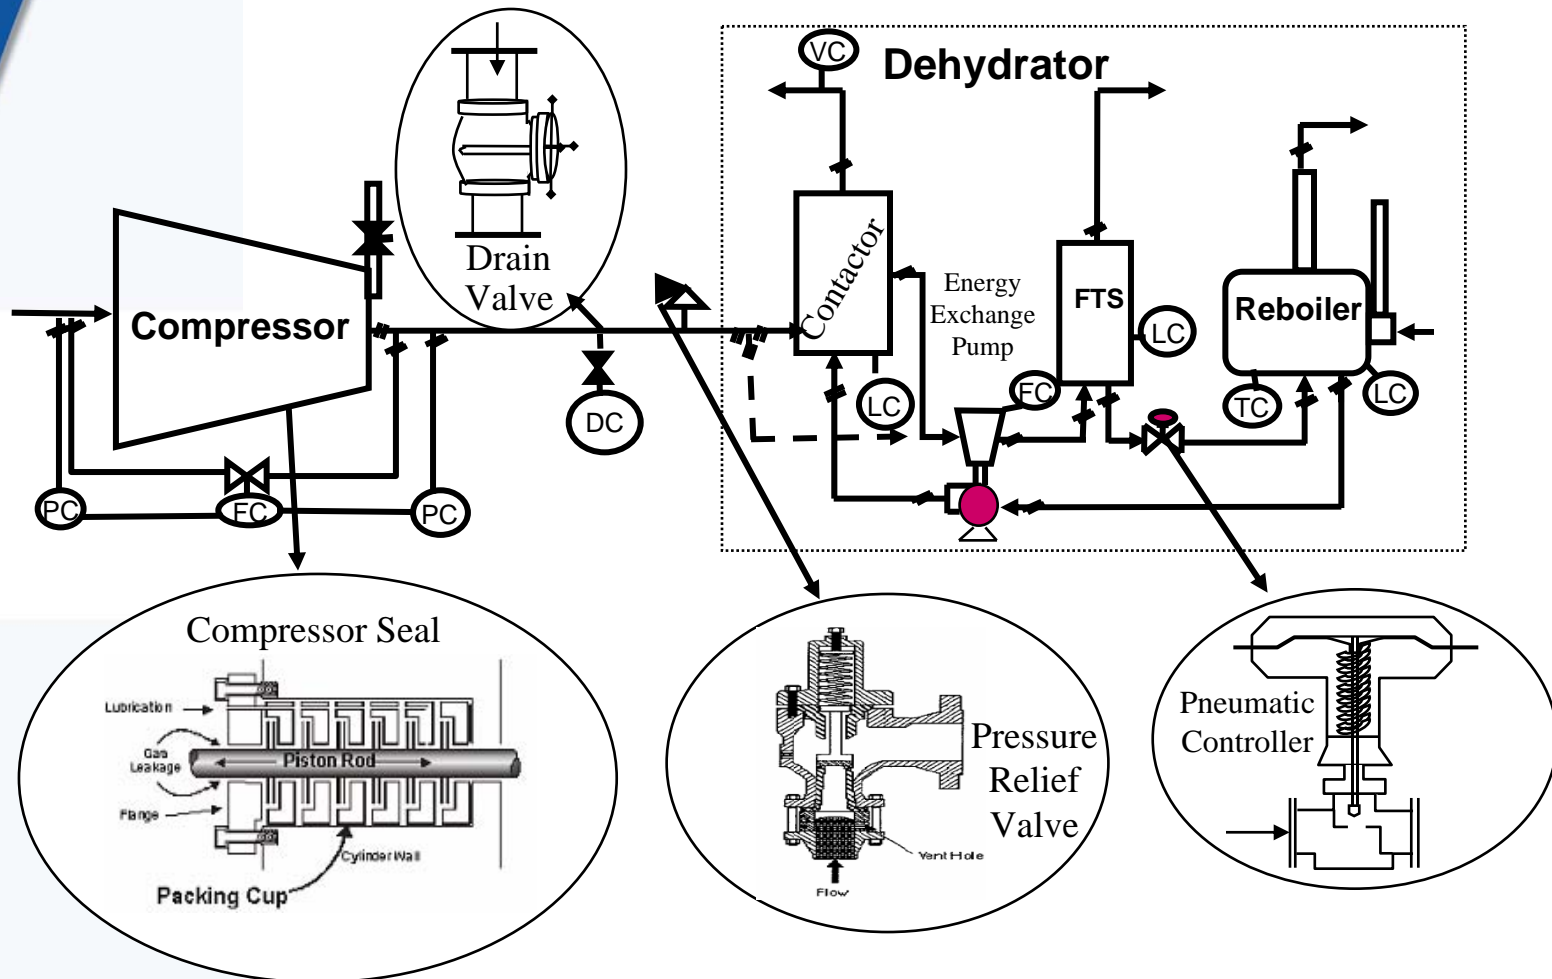 VC
Dehydrator
Drain
Valve
Compressor
Contactor
Energy
Exchange
Pump
FTS
LC
Reboiler
FC
LC
TC
LC
DC
PC
FC
PC
Compressor Seal
Lubrication
Gas
Leakage
Piston Rod
Flange
Cylinder Wall
Packing Cup
Pressure
Relief
Valve
Vent Hole
Flow
Pneumatic
Controller